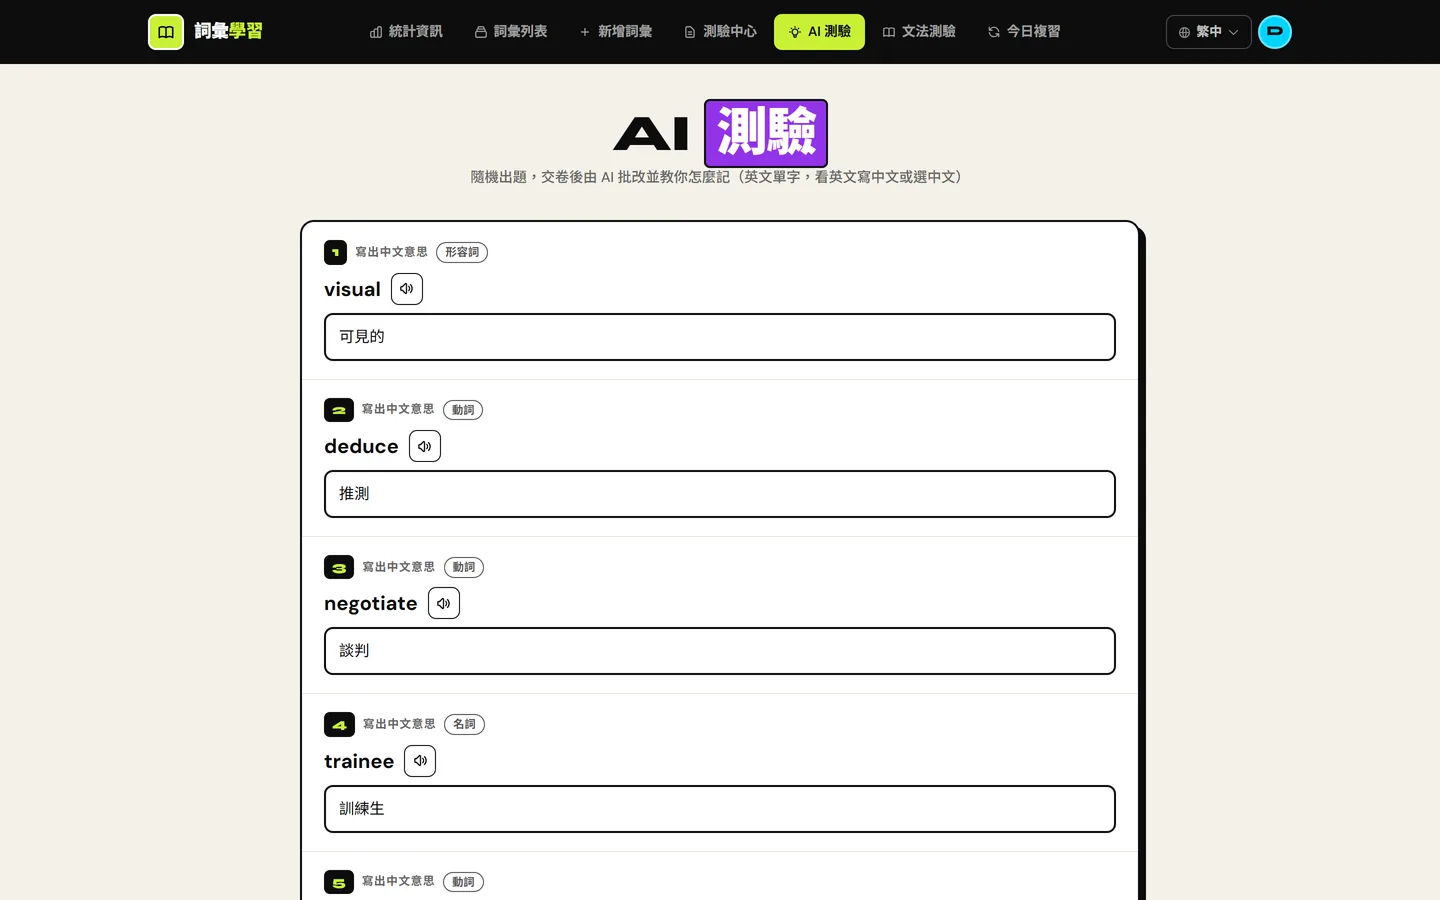 詞彙學習 統計資訊 詞彙列表 新增詞彙 測驗中心 AI 測驗 文法測驗 今日複習 繁中 D
AI 測驗
隨機出題，交卷後由 AI 批改並教你怎麼記（英文單字，看英文寫中文或選中文）
1 寫出中文意思 形容詞
visual
可見的
2 寫出中文意思 動詞
deduce
推測
3 寫出中文意思 動詞
negotiate
談判
4 寫出中文意思 名詞
trainee
訓練生
5 寫出中文意思 動詞